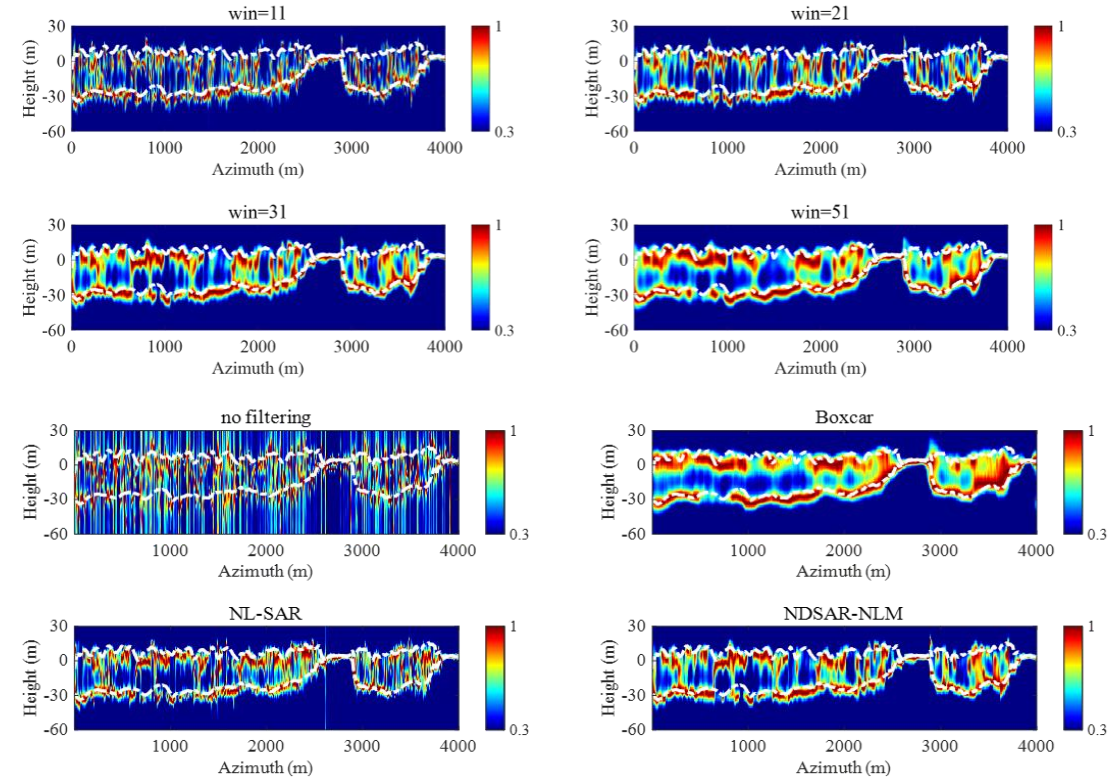 win=11
win=21
30
0
-30
-60
Height (m)
0 1000 2000 3000 4000
Azimuth (m)
1
0.3
30
0
-30
-60
Height (m)
0 1000 2000 3000 4000
Azimuth (m)
1
0.3
win=31
win=51
30
0
-30
-60
Height (m)
0 1000 2000 3000 4000
Azimuth (m)
1
0.3
30
0
-30
-60
Height (m)
0 1000 2000 3000 4000
Azimuth (m)
1
0.3
no filtering
Boxcar
30
0
-30
-60
Height (m)
1000 2000 3000 4000
Azimuth (m)
1
0.3
30
0
-30
-60
Height (m)
1000 2000 3000 4000
Azimuth (m)
1
0.3
NL-SAR
NDSAR-NLM
30
0
-30
-60
Height (m)
1000 2000 3000 4000
Azimuth (m)
1
0.3
30
0
-30
-60
Height (m)
1000 2000 3000 4000
Azimuth (m)
1
0.3